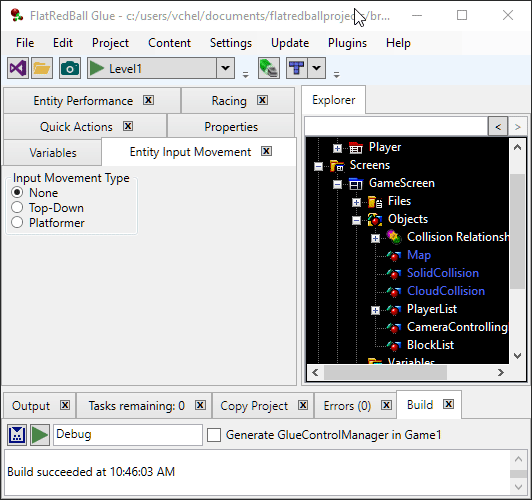 FlatRedBall Glue - c:/users/vchel/documents/flatredballprojects/br...
File Edit Project Content Settings Update Plugins Help
Level1
Entity Performance Racing
Quick Actions Properties
Variables Entity Input Movement
Input Movement Type
None
Top-Down
Platformer
Explorer
< >
Player
Screens
GameScreen
Files
Objects
Collision Relationsh
Map
SolidCollision
CloudCollision
PlayerList
CameraControlling
BlockList
Variables
Output Tasks remaining: 0 Copy Project Errors (0) Build
Debug Generate GlueControlManager in Game1
Build succeeded at 10:46:03 AM